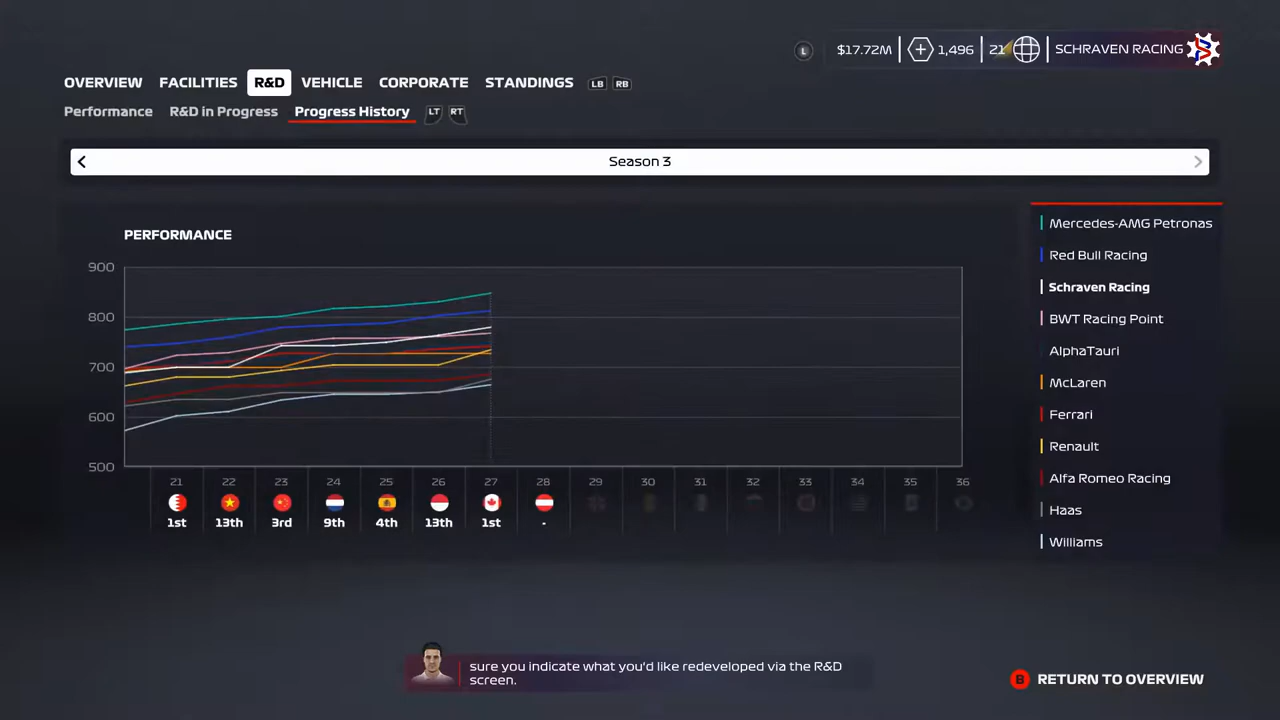 L $17.72M 1,496 21 SCHRAVEN RACING
OVERVIEW FACILITIES R&D VEHICLE CORPORATE STANDINGS LB RB
Performance R&D in Progress Progress History LT RT
Season 3
PERFORMANCE
900
800
700
600
500
21 22 23 24 25 26 27 28 29 30 31 32 33 34 35 36
1st 13th 3rd 9th 4th 13th 1st -
Mercedes-AMG Petronas
Red Bull Racing
Schraven Racing
BWT Racing Point
AlphaTauri
McLaren
Ferrari
Renault
Alfa Romeo Racing
Haas
Williams
sure you indicate what you'd like redeveloped via the R&D
screen.
B RETURN TO OVERVIEW